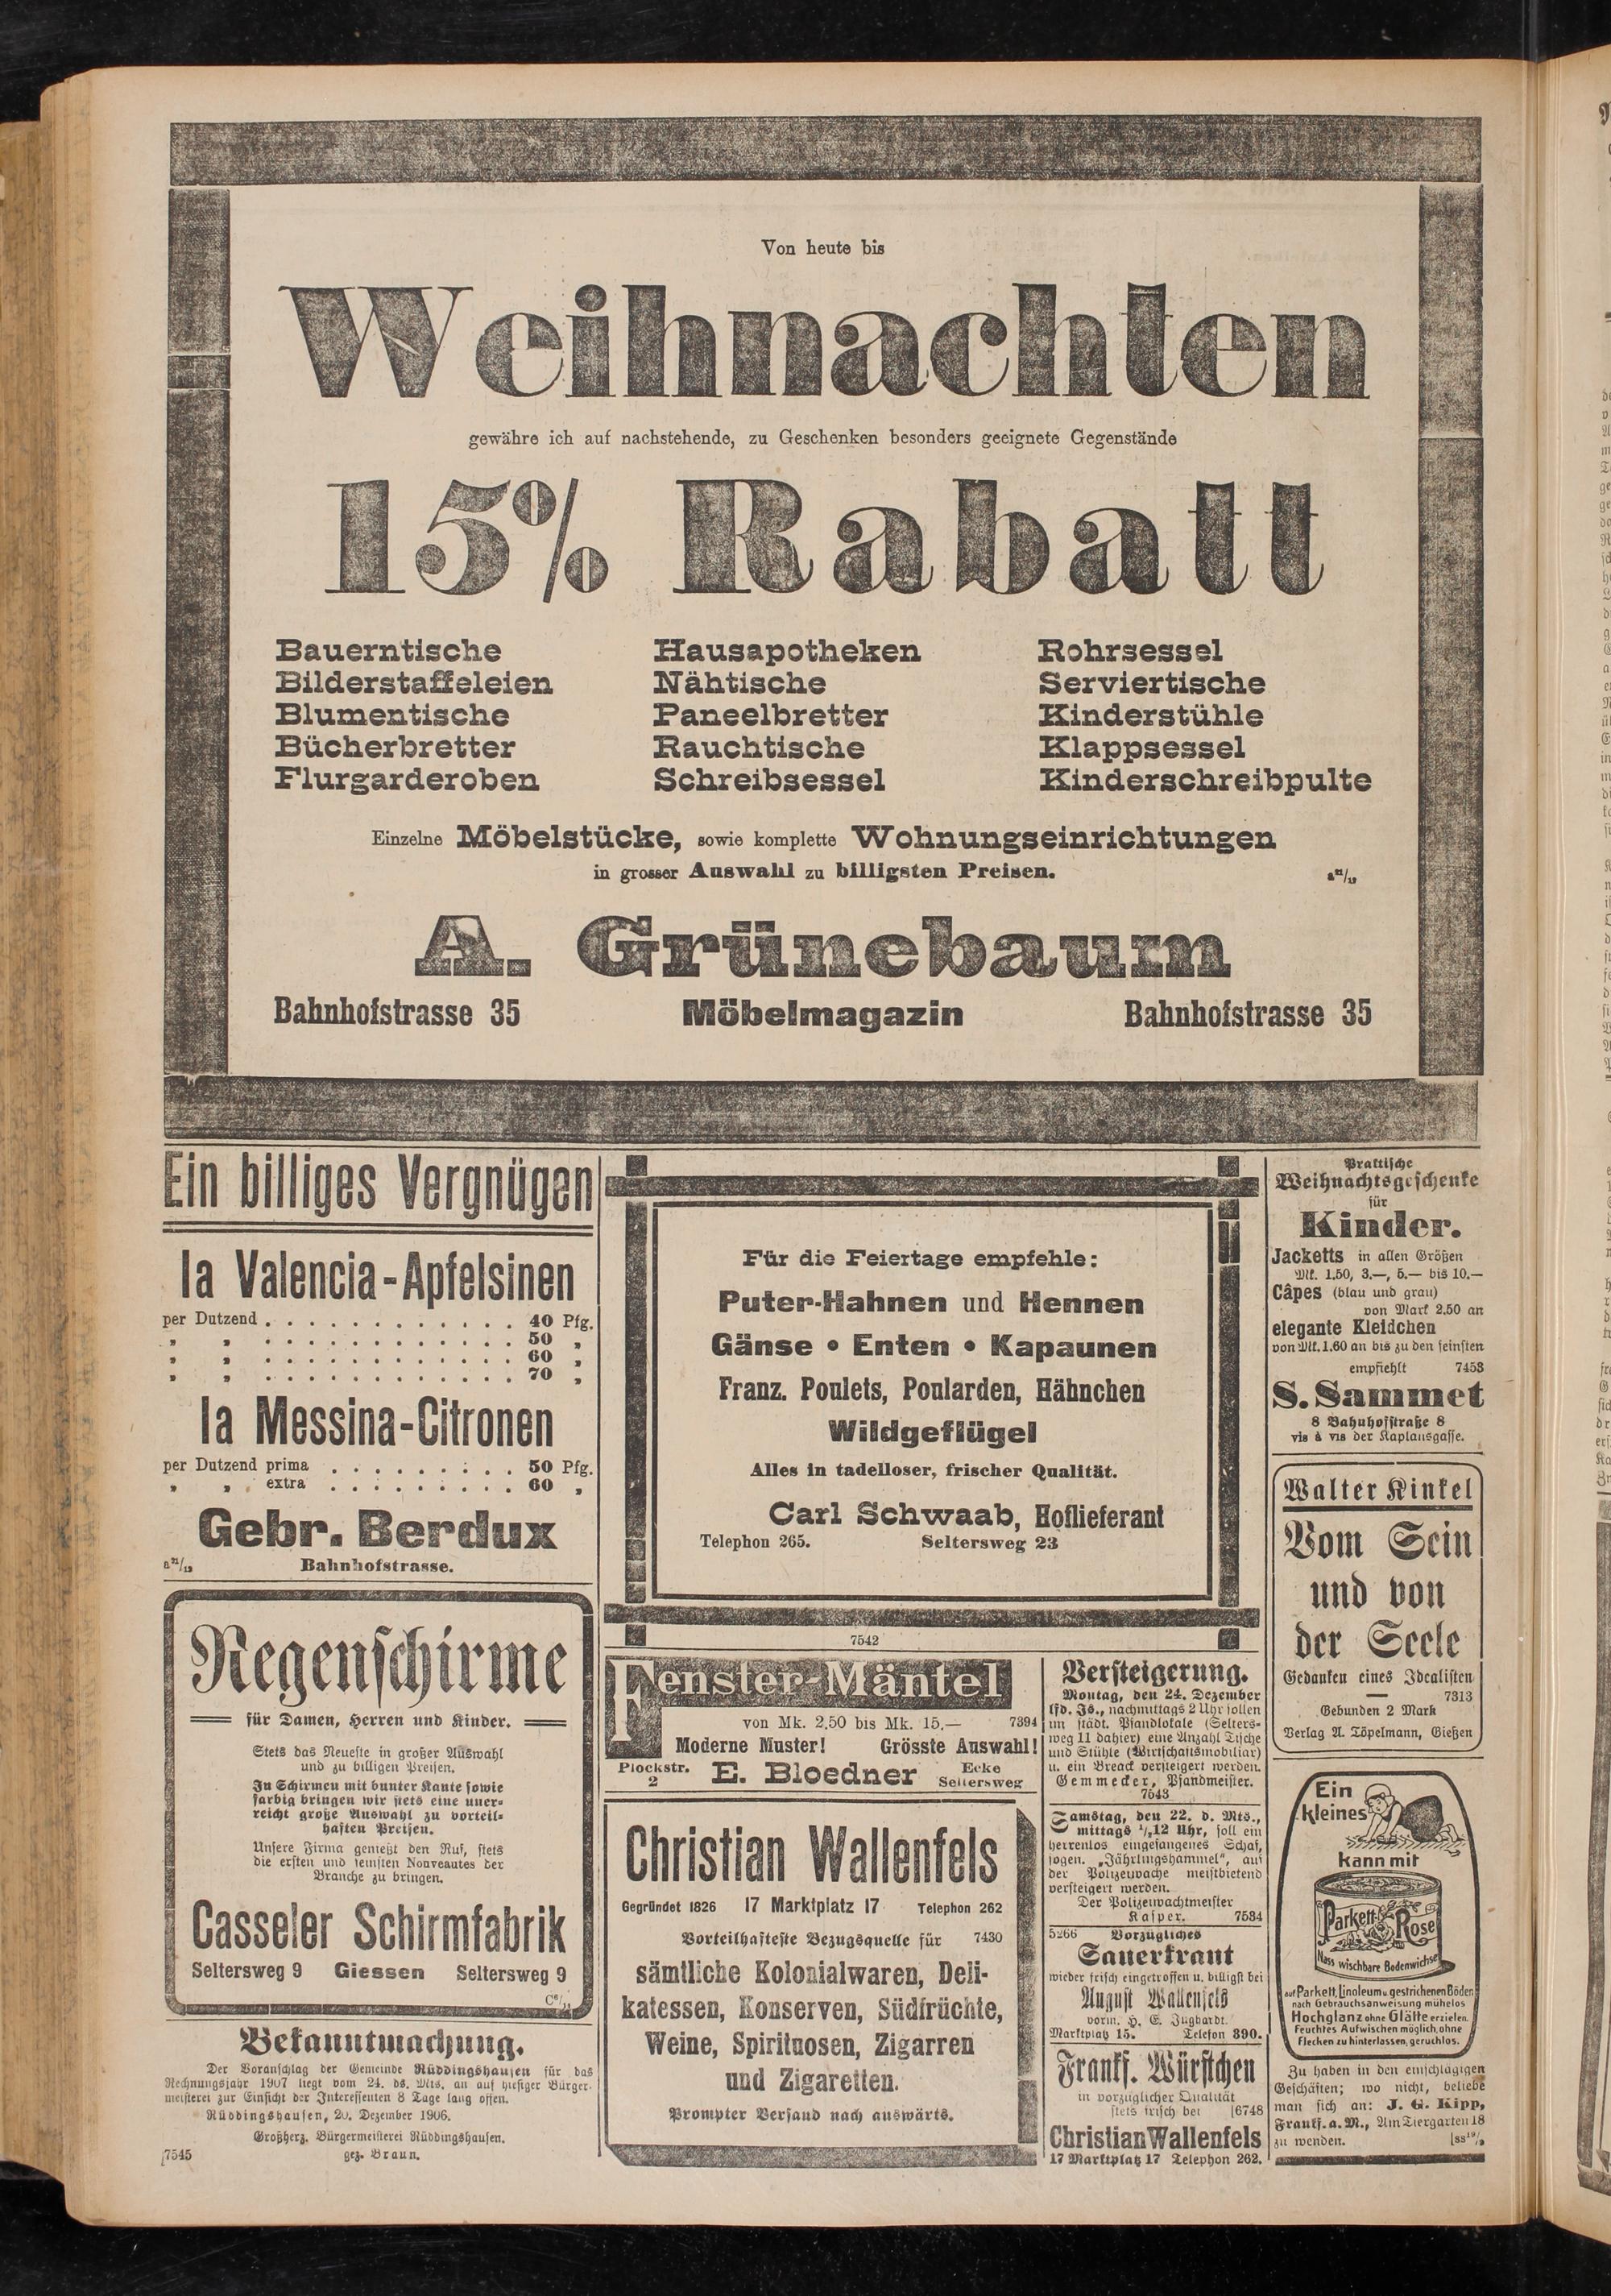 Von heute bis
Weihnachten
gewähre ich auf nachstehende, zu Geschenken besonders geeignete Gegenstände
15% Rabatt
Bauerntische
Bilderstaffeleien
Blumentische
Bücherbretter
Flurgarderoben
Hausapotheken
Nähtische
Paneelbretter
Rauchtische
Schreibsessel
Rohrsessel
Serviertische
Kinderstühle
Klappsessel
Kinderschreibpulte
Einzelne Möbelstücke, sowie komplette Wohnungseinrichtungen
in grosser Auswahl zu billigsten Preisen.
A. Grünebaum
Bahnhofstrasse 35 Möbelmagazin Bahnhofstrasse 35
Ein billiges Vergnügen
Ia Valencia-Apfelsinen
per Dutzend . . . . . . . . . . . . 40 Pfg.
„ „ . . . . . . . . . . . . 50 „
„ „ . . . . . . . . . . . . 60 „
„ „ . . . . . . . . . . . . 70 „
Ia Messina-Citronen
per Dutzend prima . . . . . . . . . 50 Pfg.
„ „ extra . . . . . . . . . 60 „
Gebr. Berdux
Bahnhofstrasse.
Regenschirme
für Damen, Herren und Kinder.
Stets das Neueste in großer Auswahl
und zu billigen Preisen.
In Schirmen mit bunter Kante sowie
farbig bringen wir stets eine uner-
reicht große Auswahl zu vorteil-
haften Preisen.
Unsere Firma genießt den Ruf, stets
die ersten und feinsten Nouveautes der
Branche zu bringen.
Casseler Schirmfabrik
Seltersweg 9 Giessen Seltersweg 9
Bekanntmachung.
Der Voranschlag der Gemeinde Rüddingshausen für das
Rechnungsjahr 1907 liegt vom 24. ds. Mts. an auf hiesiger Bürger-
meisterei zur Einsicht der Interessenten 8 Tage lang offen.
Rüddingshausen, 20. Dezember 1906.
Großherz. Bürgermeisterei Rüddingshausen.
[7545 gez. Braun.
Für die Feiertage empfehle:
Puter-Hahnen und Hennen
Gänse • Enten • Kapaunen
Franz. Poulets, Poularden, Hähnchen
Wildgeflügel
Alles in tadelloser, frischer Qualität.
Carl Schwaab, Hoflieferant
Telephon 265. Seltersweg 23
7542
Fenster-Mäntel
von Mk. 2.50 bis Mk. 15.— 7394
Moderne Muster! Grösste Auswahl!
Plockstr. 2 E. Bloedner Ecke Seltersweg
Christian Wallenfels
Gegründet 1826 17 Marktplatz 17 Telephon 262
Vorteilhafteste Bezugsquelle für 7430
sämtliche Kolonialwaren, Deli-
katessen, Konserven, Südfrüchte,
Weine, Spirituosen, Zigarren
und Zigaretten.
Prompter Versand nach auswärts.
Versteigerung.
Montag, den 24. Dezember
lfd. Js., nachmittags 2 Uhr sollen
im städt. Pfandlokale (Selters-
weg 11 dahier) eine Anzahl Tische
und Stühle (Wirtschaftsmobiliar)
u. ein Break versteigert werden.
Gemmecker, Pfandmeister.
7543
Samstag, den 22. d. Mts.,
mittags ½12 Uhr, soll ein
herrenlos eingefangenes Schaf,
sogen. „Jährlingshammel", auf
der Polizeiwache meistbietend
versteigert werden.
Der Polizeiwachtmeister
Kasper. 7534
5266 Vorzügliches
Sauerkraut
wieder frisch eingetroffen u. billigst bei
August Wallenfels
vorm. H. E. Jughardt.
Marktplatz 15. Telefon 390.
Frankf. Würstchen
in vorzüglicher Qualität
stets frisch bei [6748
Christian Wallenfels
17 Marktplatz 17 Telephon 262.
Praktische
Weihnachtsgeschenke
für
Kinder.
Jacketts in allen Größen
Mk. 1.50, 3.—, 5.— bis 10.—
Câpes (blau und grau)
von Mark 2.50 an
elegante Kleidchen
von Mk. 1.60 an bis zu den feinsten
empfiehlt 7453
S. Sammet
8 Bahnhofstraße 8
vis à vis der Kaplansgasse.
Walter Kinkel
Vom Sein
und von
der Seele
Gedanken eines Idealisten
— 7313
Gebunden 2 Mark
Verlag A. Töpelmann, Gießen
Ein
kleines
kann mit
Parkett Rose
Nass wischbare Bodenwichse
auf Parkett, Linoleum u. gestrichenen Böden
nach Gebrauchsanweisung mühelos
Hochglanz ohne Glätte erzielen.
Feuchtes Aufwischen möglich, ohne
Flecken zu hinterlassen, geruchlos.
Zu haben in den einschlägigen
Geschäften; wo nicht, beliebe
man sich an: J. G. Kipp,
Frankf. a. M., Am Tiergarten 18
zu wenden.